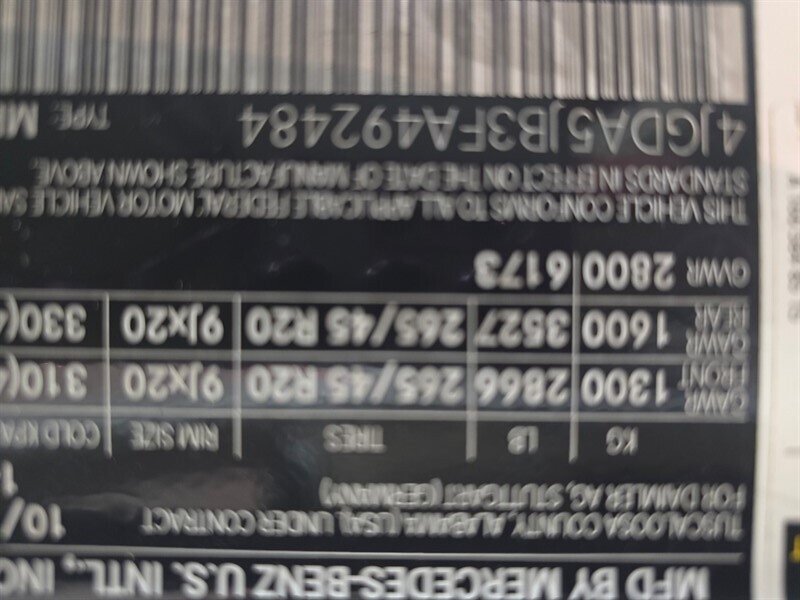 MFD BY MERCEDES-BENZ U.S. INTL., INC
TUSCALOOSA COUNTY, ALABAMA (USA), UNDER CONTRACT 10/
FOR DAIMLER AG, STUTTGART (GERMANY)
KG LB TIRES RIM SIZE COLD KPA
GAWR FRONT 1300 2866 265/45 R20 9Jx20 310(
GAWR REAR 1600 3527 265/45 R20 9Jx20 330(
GVWR 2800 6173
THIS VEHICLE CONFORMS TO ALL APPLICABLE FEDERAL MOTOR VEHICLE SA
STANDARDS IN EFFECT ON THE DATE OF MANUFACTURE SHOWN ABOVE.
4JGDA5JB3FA492484 TYPE: